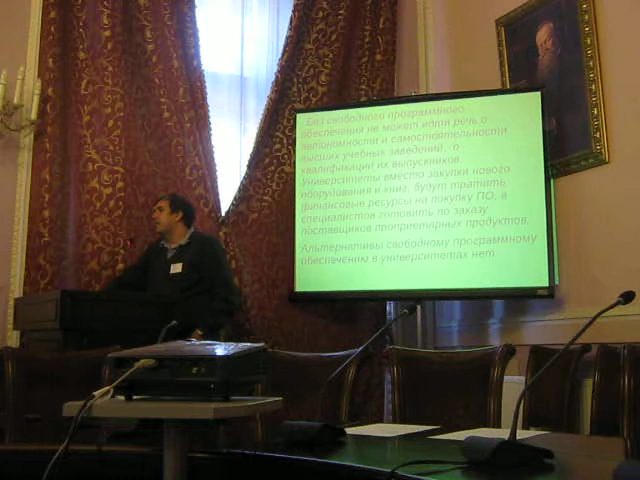 Без свободного программного
обеспечения не может идти речь о
автономности и самостоятельности
высших учебных заведений, о
квалификации их выпускников.
Университеты вместо закупки нового
оборудования и книг, будут тратить
финансовые ресурсы на покупку ПО, а
специалистов готовить по заказу
поставщиков проприетарных продуктов.
Альтернативы свободному программному
обеспечению в университетах нет